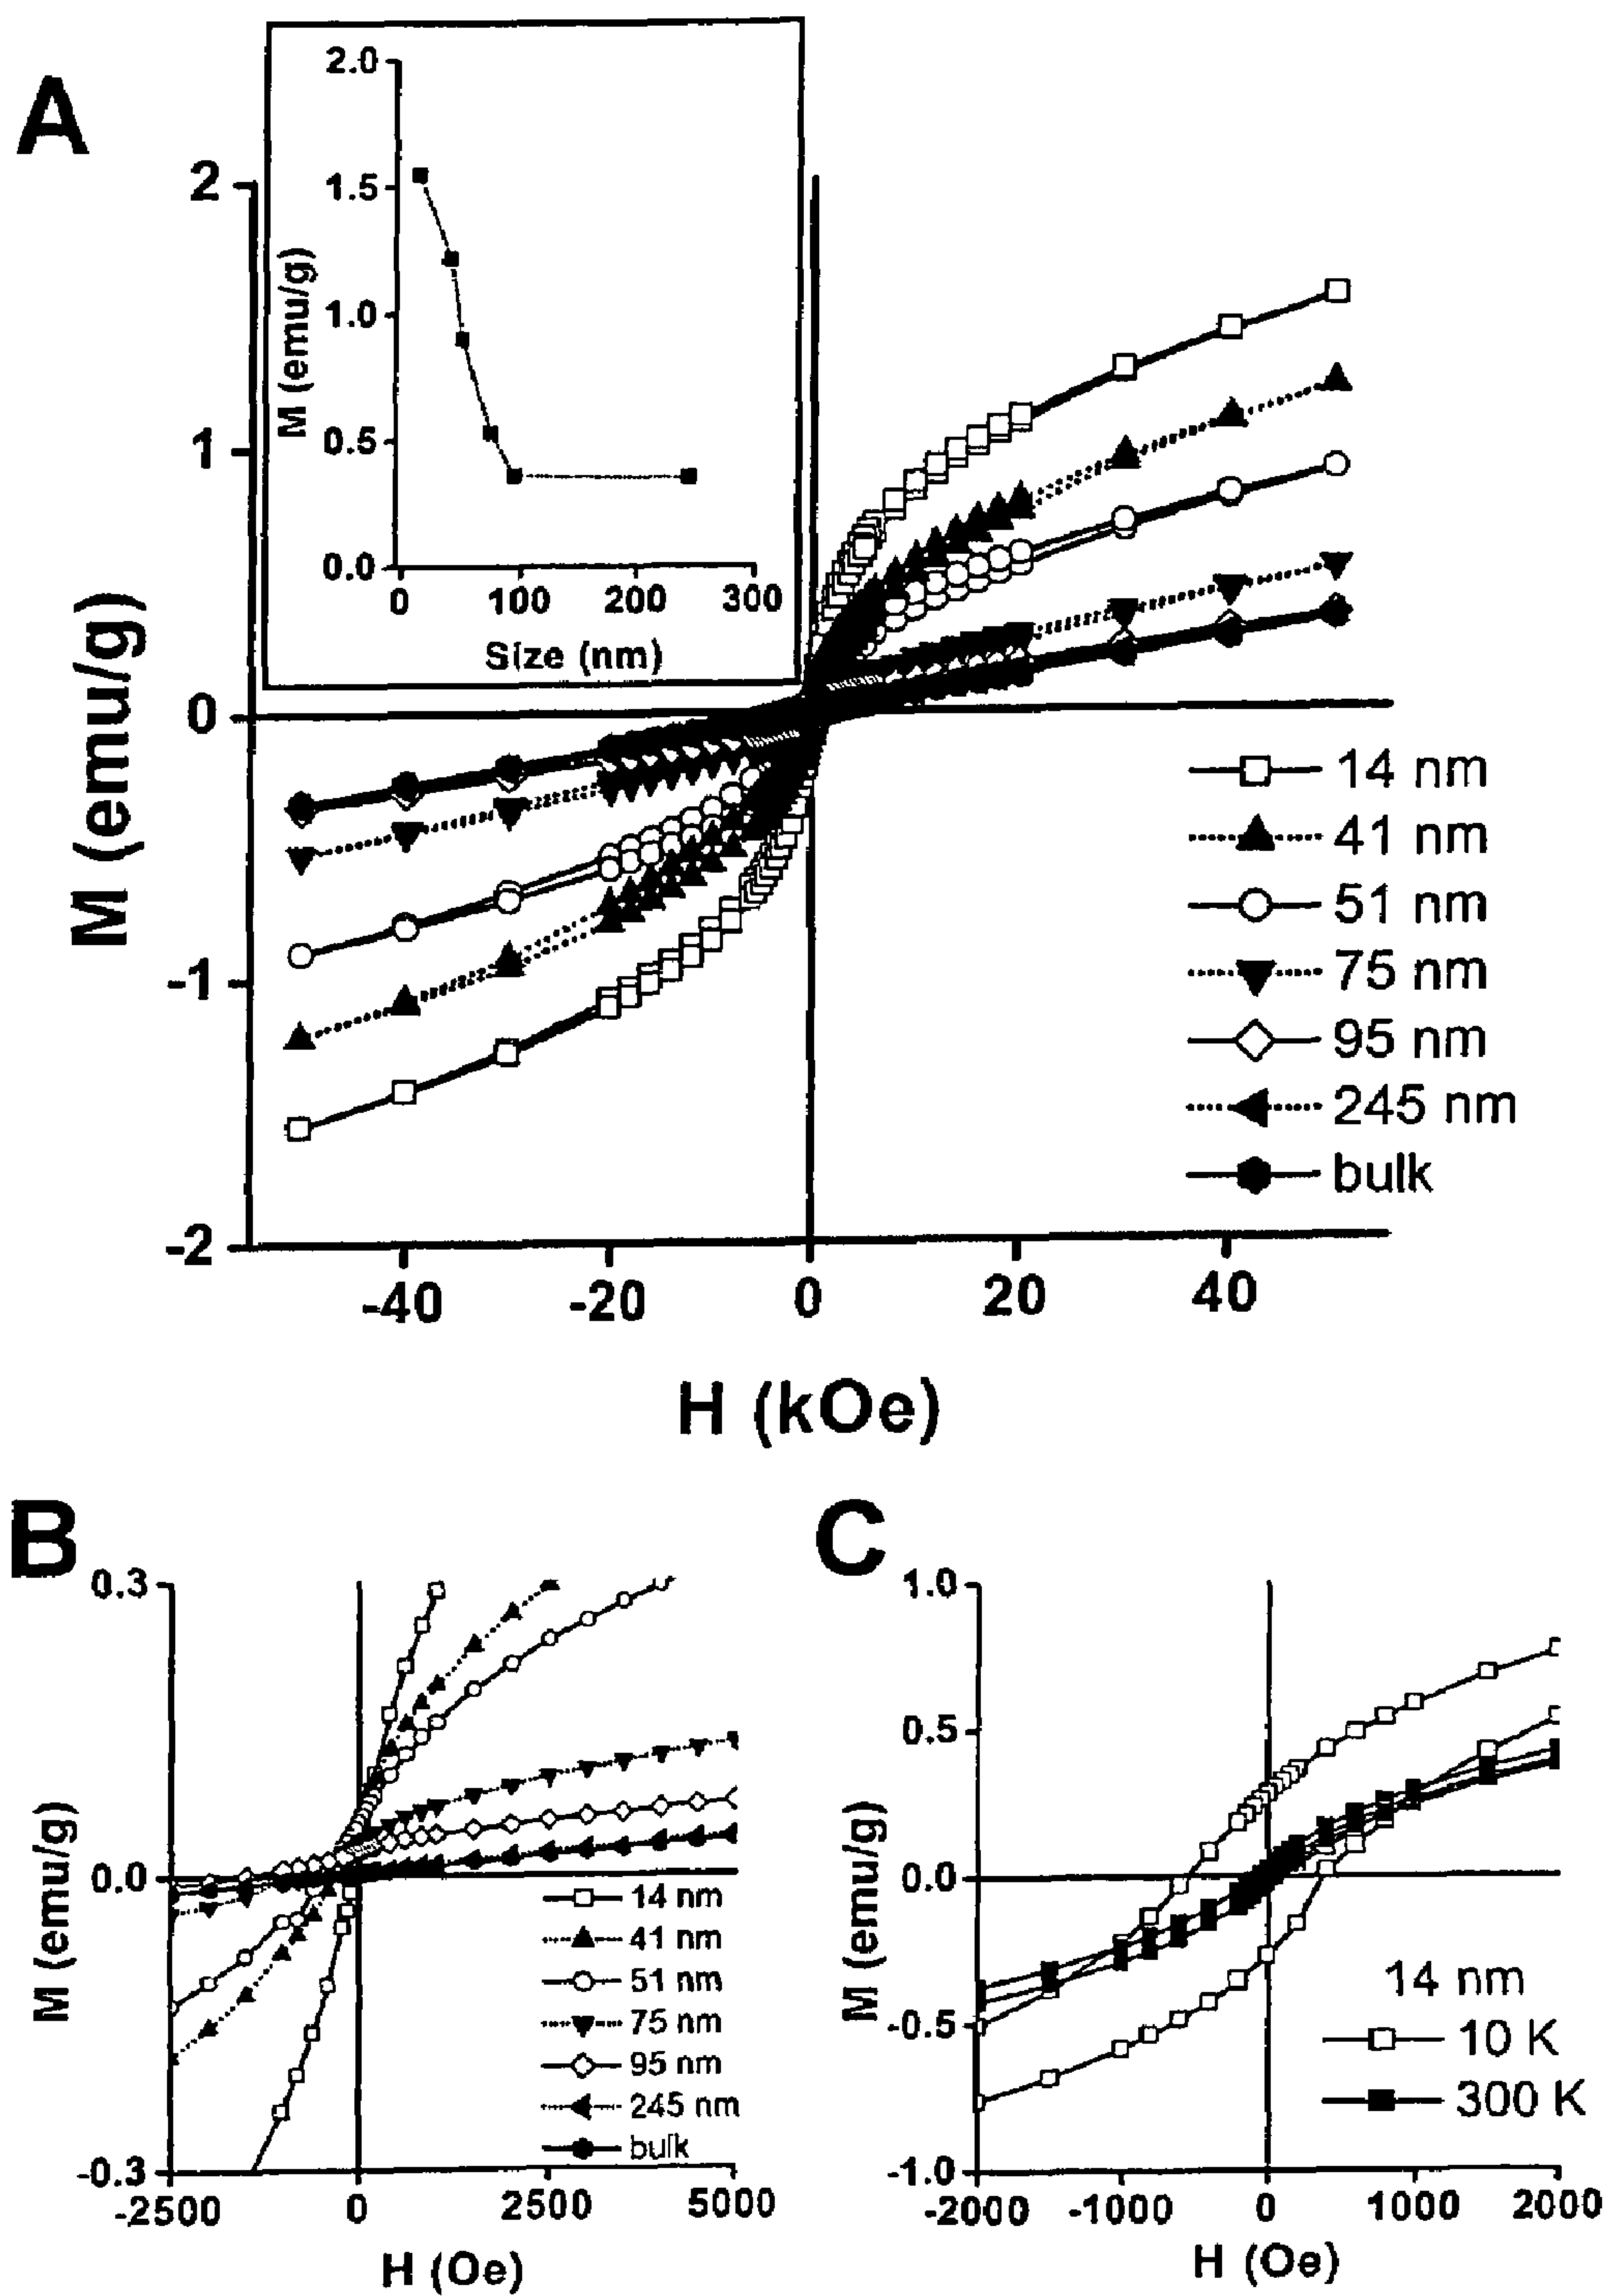 A
2.0
1.5
1.0
0.5
0.0
M (emu/g)
0 100 200 300
Size (nm)
2
1
0
-1
-2
M (emu/g)
-40 -20 0 20 40
H (kOe)
14 nm
41 nm
51 nm
75 nm
95 nm
245 nm
bulk
B
0.3
0.0
-0.3
M (emu/g)
-2500 0 2500 5000
H (Oe)
14 nm
41 nm
51 nm
75 nm
95 nm
245 nm
bulk
C
1.0
0.5
0.0
-0.5
-1.0
M (emu/g)
-2000 -1000 0 1000 2000
H (Oe)
14 nm
10 K
300 K